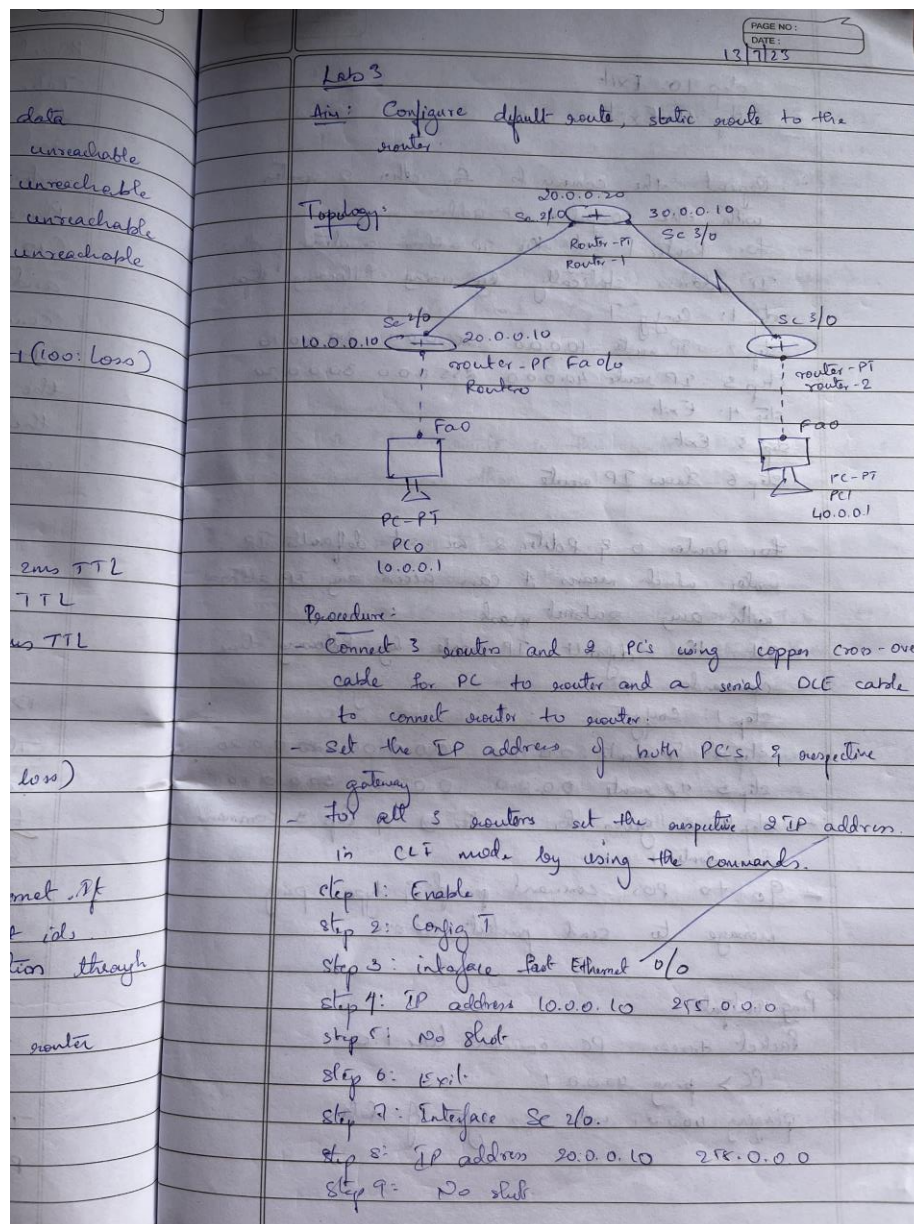 PAGE NO :
DATE :
13/7/23
data
unreachable
unreachable
unreachable
unreachable
1 (100: Loss)
2ms TTL
TTL
TTL
loss)
ids
through
router
Lab 3
Aim: Configure default route, static route to the
router
Topology:
20.0.0.20
Se 2/0
30.0.0.10
Se 3/0
Router-PT
Router-1
Se 2/0
10.0.0.10
20.0.0.10
router-PT Fa0/0
Router0
Se 3/0
router-PT
router-2
Fa0
Fa0
PC-PT
PC0
10.0.0.1
PC-PT
PC1
40.0.0.1
Procedure:
- Connect 3 routers and 2 PC's using copper cross-over
cable for PC to router and a serial DCE cable
to connect router to router.
- Set the IP address of both PC's & respective
gateway
- For all 3 routers set the respective 2 IP address.
in CLI mode by using the commands.
step 1: Enable
step 2: Config T
step 3: interface fast Ethernet 0/0
step 4: IP address 10.0.0.10 255.0.0.0
step 5: No shut
step 6: Exit.
step 7: Interface Se 2/0.
step 8: IP address 20.0.0.10 255.0.0.0
step 9: No shut